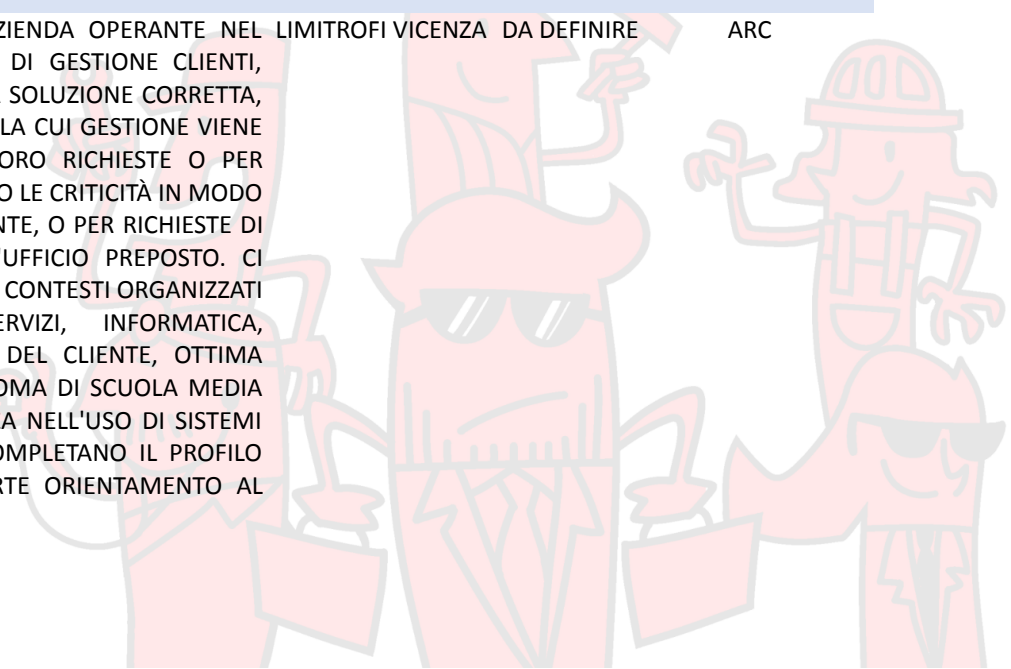 ZIENDA OPERANTE NEL LIMITROFI VICENZA DA DEFINIRE ARC
DI GESTIONE CLIENTI,
SOLUZIONE CORRETTA,
LA CUI GESTIONE VIENE
ORO RICHIESTE O PER
O LE CRITICITÀ IN MODO
NTE, O PER RICHIESTE DI
'UFFICIO PREPOSTO. CI
CONTESTI ORGANIZZATI
ERVIZI, INFORMATICA,
DEL CLIENTE, OTTIMA
OMA DI SCUOLA MEDIA
A NELL'USO DI SISTEMI
OMPLETANO IL PROFILO
RTE ORIENTAMENTO AL